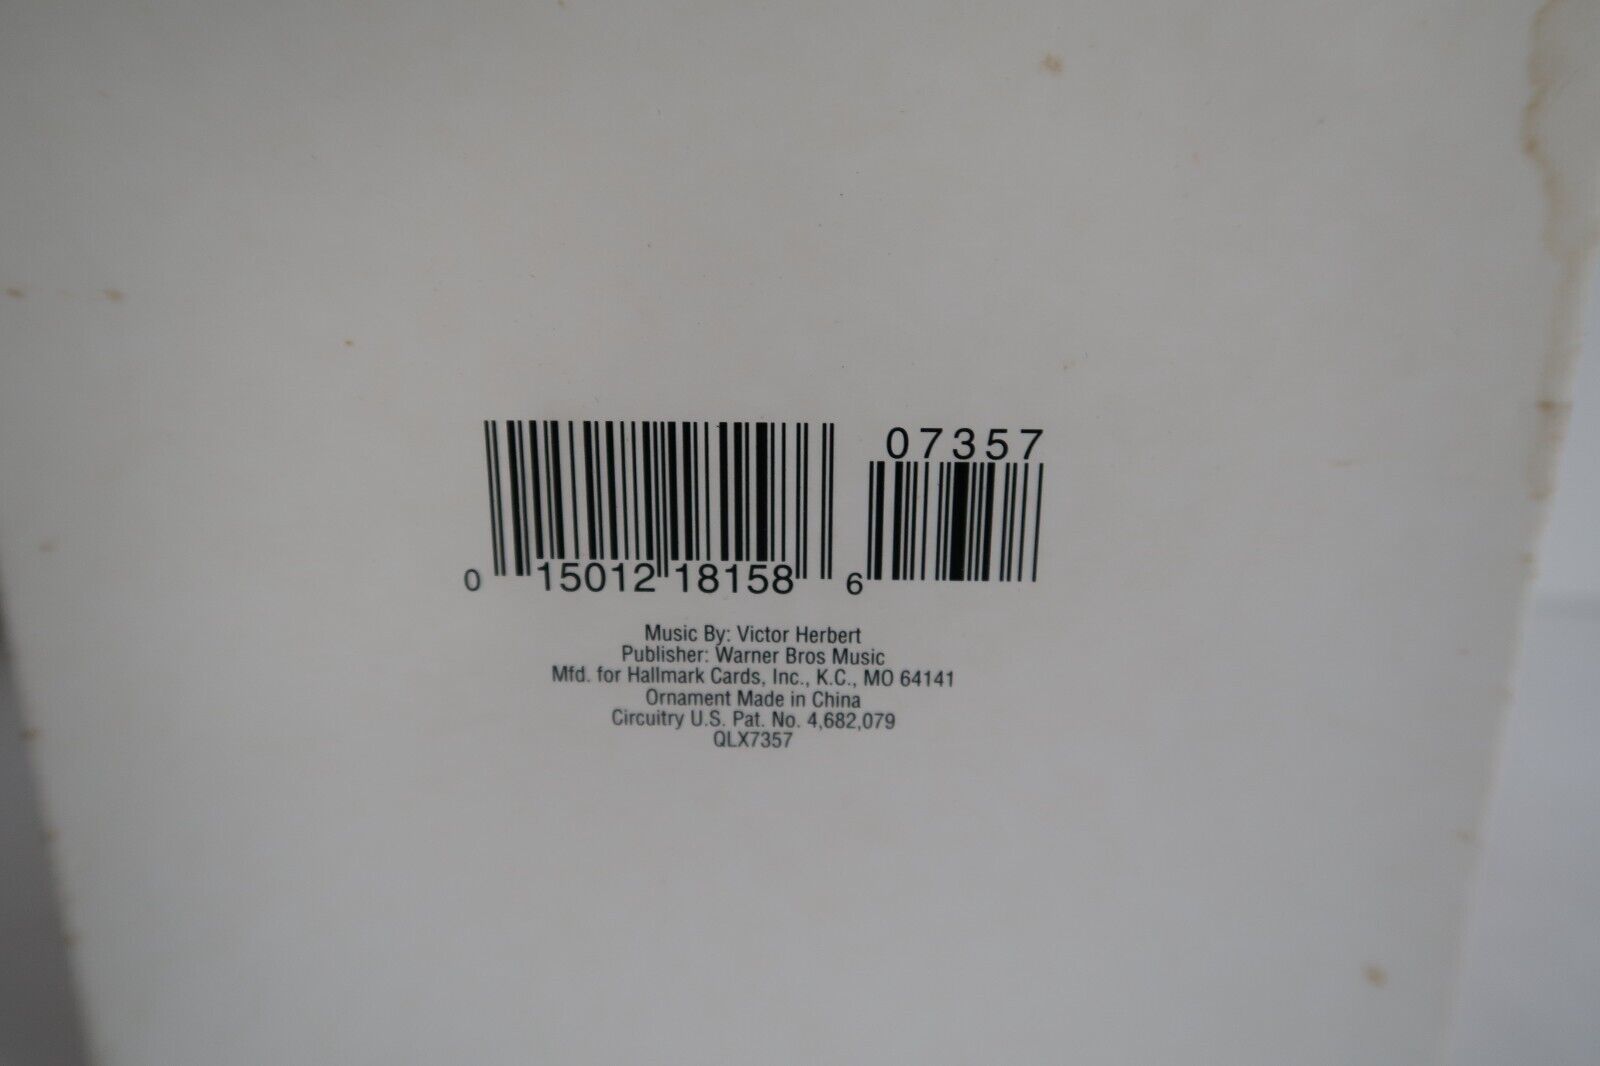 07357
0 15012 18158 6
Music By: Victor Herbert
Publisher: Warner Bros Music
Mfd. for Hallmark Cards, Inc., K.C., MO 64141
Ornament Made in China
Circuitry U.S. Pat. No. 4,682,079
QLX7357